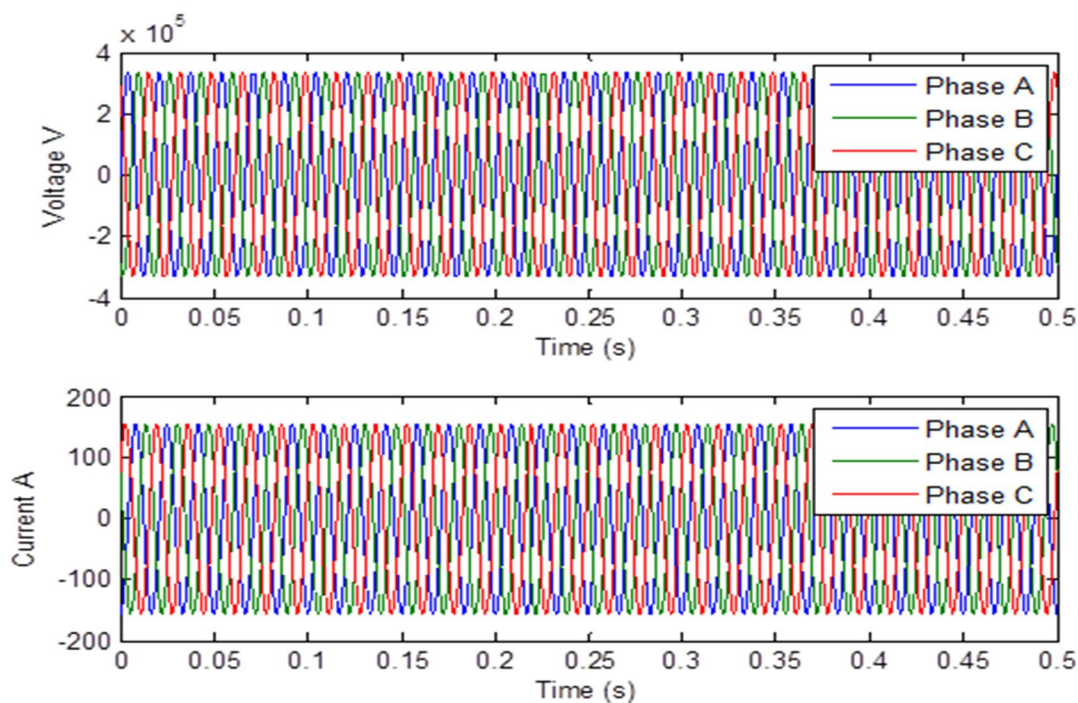 × 10⁵
4
2
0
-2
-4
Voltage V
Phase A
Phase B
Phase C
0 0.05 0.1 0.15 0.2 0.25 0.3 0.35 0.4 0.45 0.5
Time (s)
200
100
0
-100
-200
Current A
Phase A
Phase B
Phase C
0 0.05 0.1 0.15 0.2 0.25 0.3 0.35 0.4 0.45 0.5
Time (s)